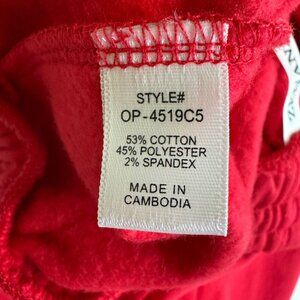 STYLE#
OP-4519C5
53% COTTON
45% POLYESTER
2% SPANDEX
MADE IN
CAMBODIA